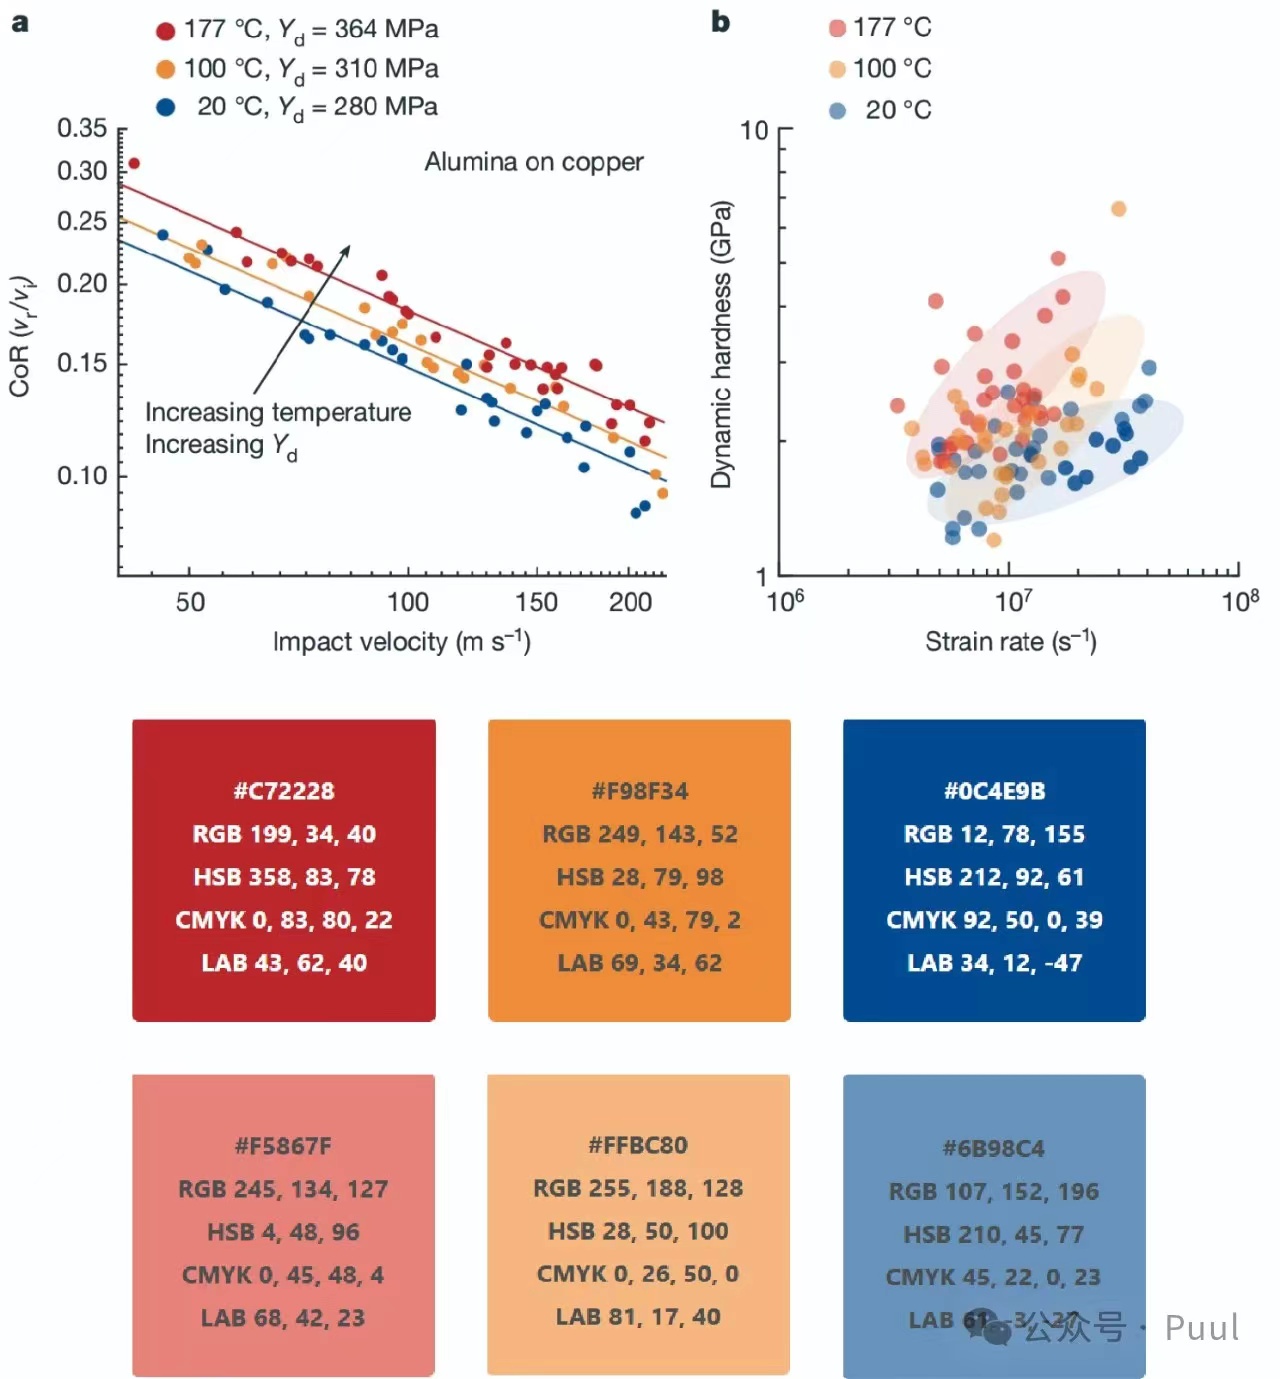 a
177 °C, Yd = 364 MPa
100 °C, Yd = 310 MPa
20 °C, Yd = 280 MPa
0.35
0.30
0.25
0.20
0.15
0.10
CoR (vr/vi)
Alumina on copper
Increasing temperature
Increasing Yd
50
100
150
200
Impact velocity (m s⁻¹)
b
177 °C
100 °C
20 °C
10
1
Dynamic hardness (GPa)
10⁶
10⁷
10⁸
Strain rate (s⁻¹)
#C72228
RGB 199, 34, 40
HSB 358, 83, 78
CMYK 0, 83, 80, 22
LAB 43, 62, 40
#F98F34
RGB 249, 143, 52
HSB 28, 79, 98
CMYK 0, 43, 79, 2
LAB 69, 34, 62
#0C4E9B
RGB 12, 78, 155
HSB 212, 92, 61
CMYK 92, 50, 0, 39
LAB 34, 12, -47
#F5867F
RGB 245, 134, 127
HSB 4, 48, 96
CMYK 0, 45, 48, 4
LAB 68, 42, 23
#FFBC80
RGB 255, 188, 128
HSB 28, 50, 100
CMYK 0, 26, 50, 0
LAB 81, 17, 40
#6B98C4
RGB 107, 152, 196
HSB 210, 45, 77
CMYK 45, 22, 0, 23
LAB 61, -3, -27
公众号 · Puul